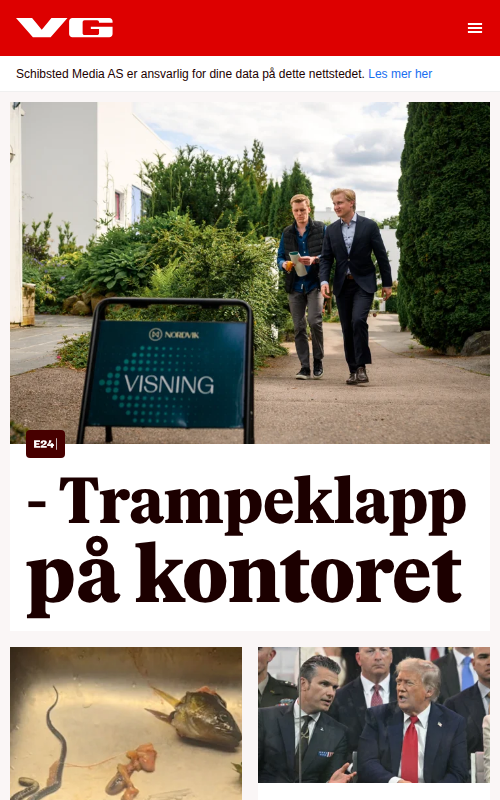 VG
Schibsted Media AS er ansvarlig for dine data på dette nettstedet. Les mer her
NORDVIK
VISNING
E24
- Trampeklapp
på kontoret